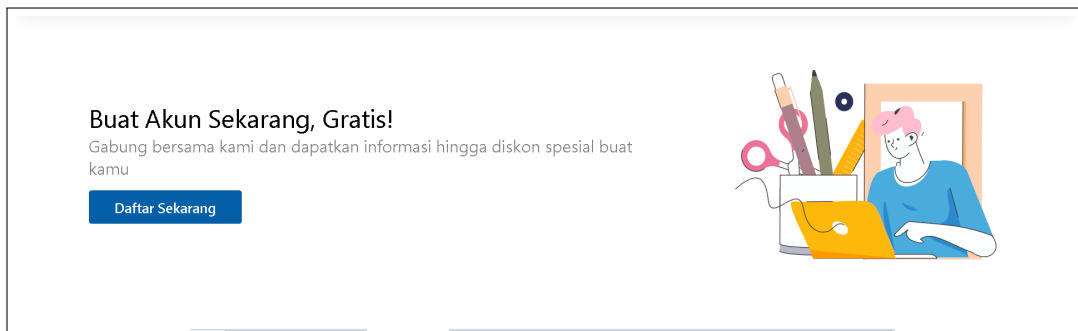 Buat Akun Sekarang, Gratis!
Gabung bersama kami dan dapatkan informasi hingga diskon spesial buat
kamu
Daftar Sekarang